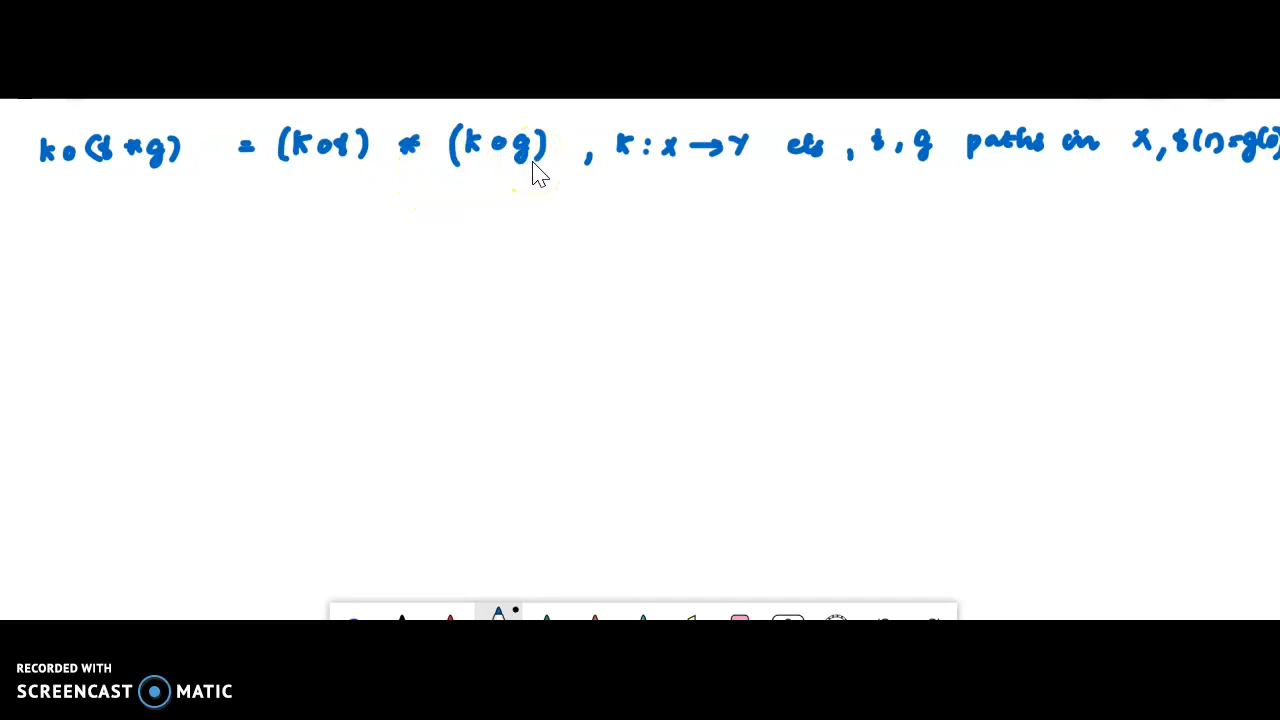 k o (f * g) = (k o f) * (k o g) , k : X → Y cts , f , g paths in X, f(1)=g(0)
RECORDED WITH
SCREENCAST MATIC